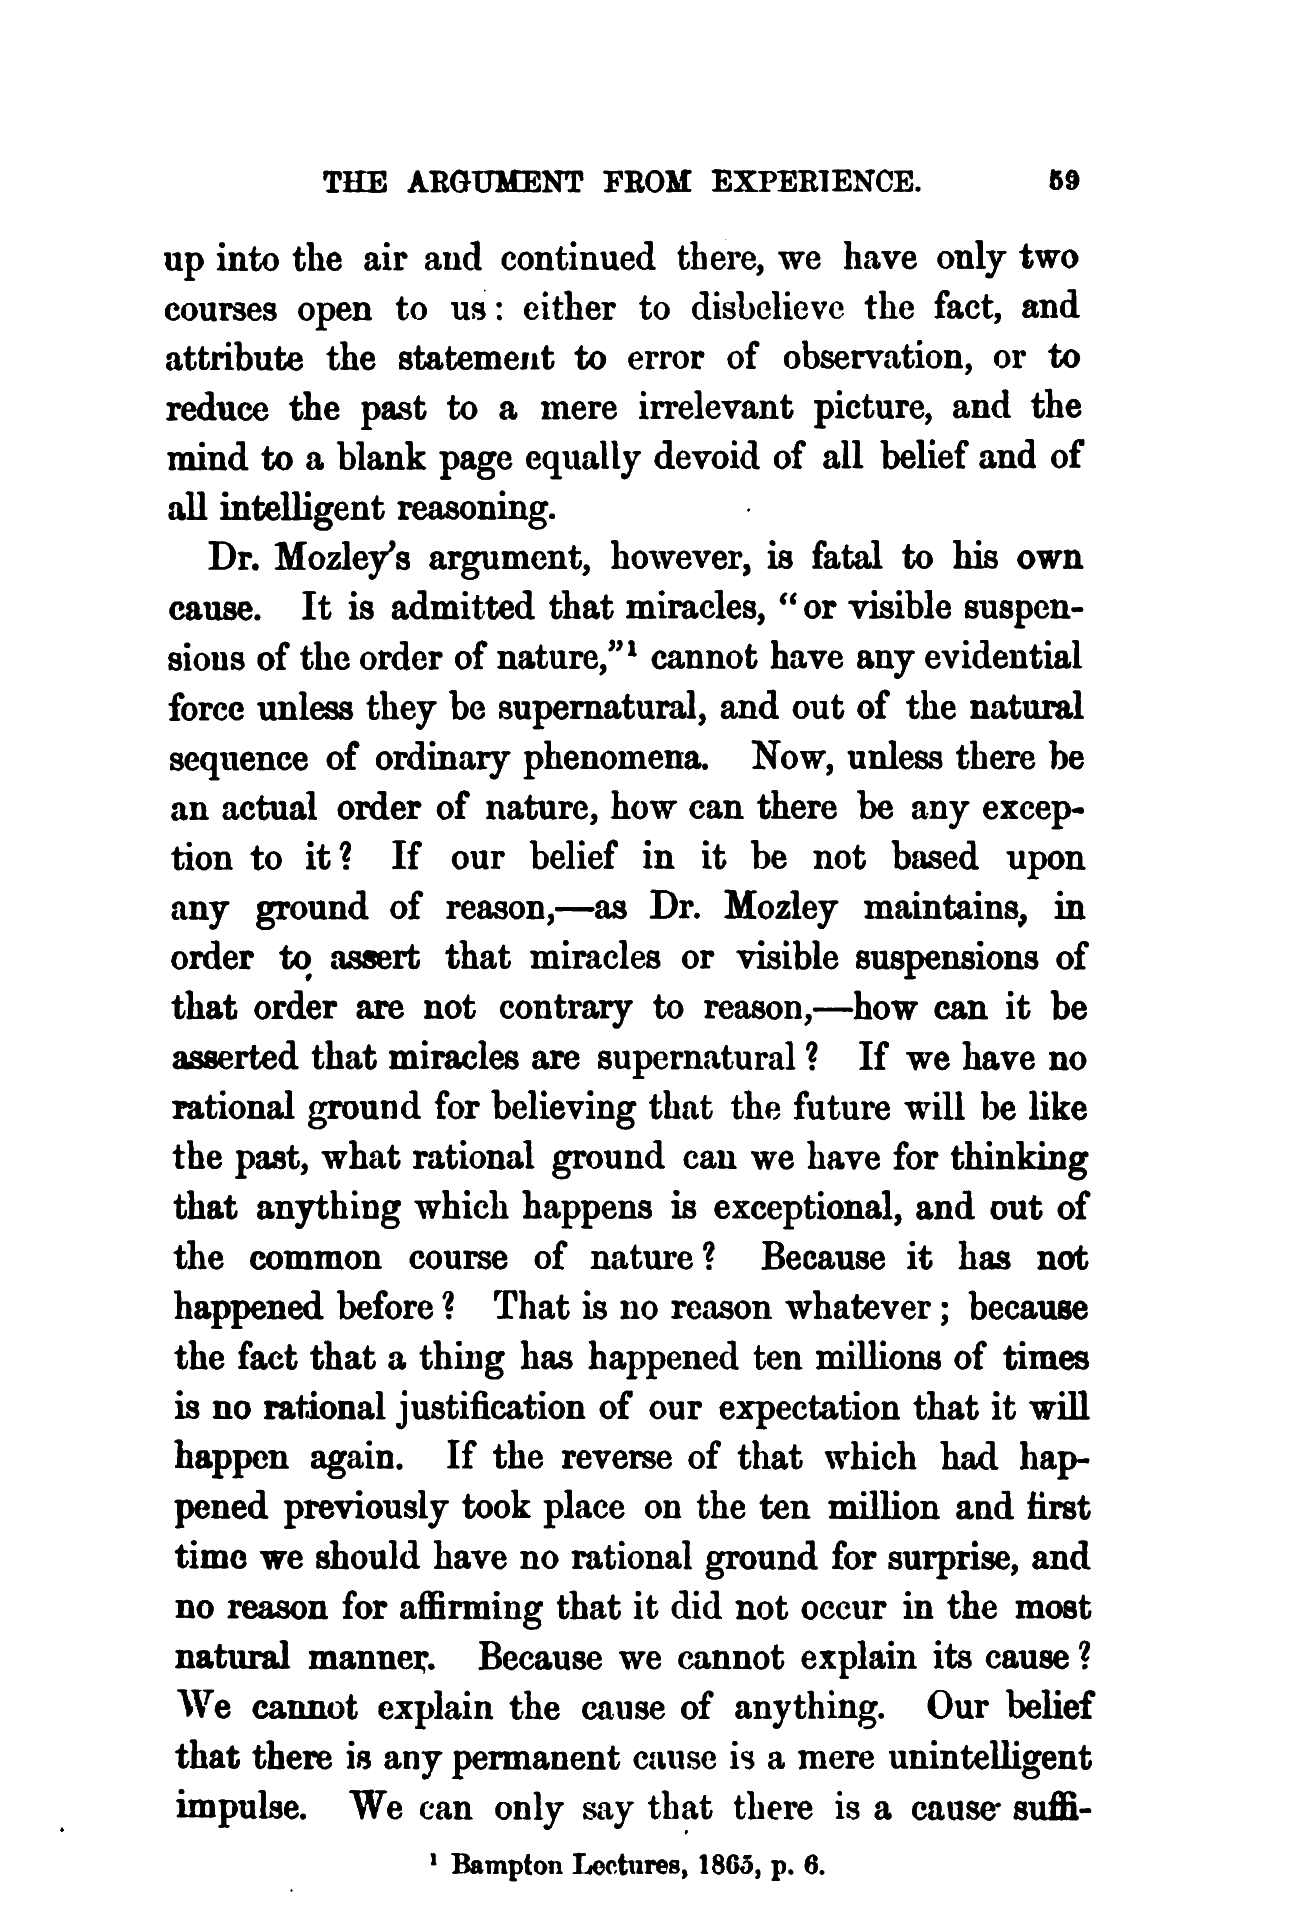 THE ARGUMENT FROM EXPERIENCE. 59
up into the air and continued there, we have only two
courses open to us : either to disbelieve the fact, and
attribute the statement to error of observation, or to
reduce the past to a mere irrelevant picture, and the
mind to a blank page equally devoid of all belief and of
all intelligent reasoning.
Dr. Mozley's argument, however, is fatal to his own
cause. It is admitted that miracles, “or visible suspen-
sions of the order of nature,”¹ cannot have any evidential
force unless they be supernatural, and out of the natural
sequence of ordinary phenomena. Now, unless there be
an actual order of nature, how can there be any excep-
tion to it ? If our belief in it be not based upon
any ground of reason,—as Dr. Mozley maintains, in
order to assert that miracles or visible suspensions of
that order are not contrary to reason,—how can it be
asserted that miracles are supernatural ? If we have no
rational ground for believing that the future will be like
the past, what rational ground can we have for thinking
that anything which happens is exceptional, and out of
the common course of nature ? Because it has not
happened before ? That is no reason whatever ; because
the fact that a thing has happened ten millions of times
is no rational justification of our expectation that it will
happen again. If the reverse of that which had hap-
pened previously took place on the ten million and first
time we should have no rational ground for surprise, and
no reason for affirming that it did not occur in the most
natural manner. Because we cannot explain its cause ?
We cannot explain the cause of anything. Our belief
that there is any permanent cause is a mere unintelligent
impulse. We can only say that there is a cause suffi-
¹ Bampton Lectures, 1865, p. 6.